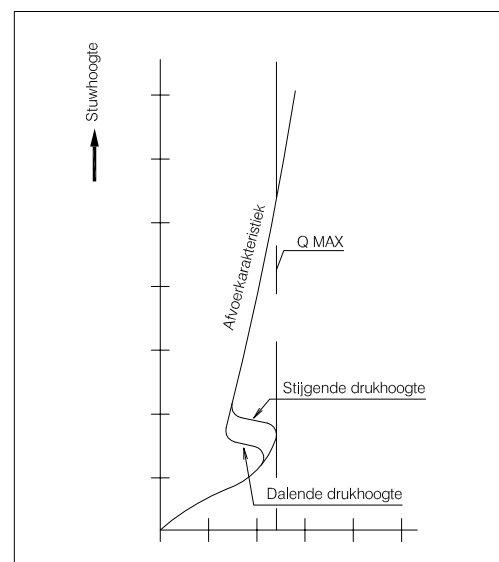 Stuwhoogte
Afvoerkarakteristiek
Q MAX
Stijgende drukhoogte
Dalende drukhoogte